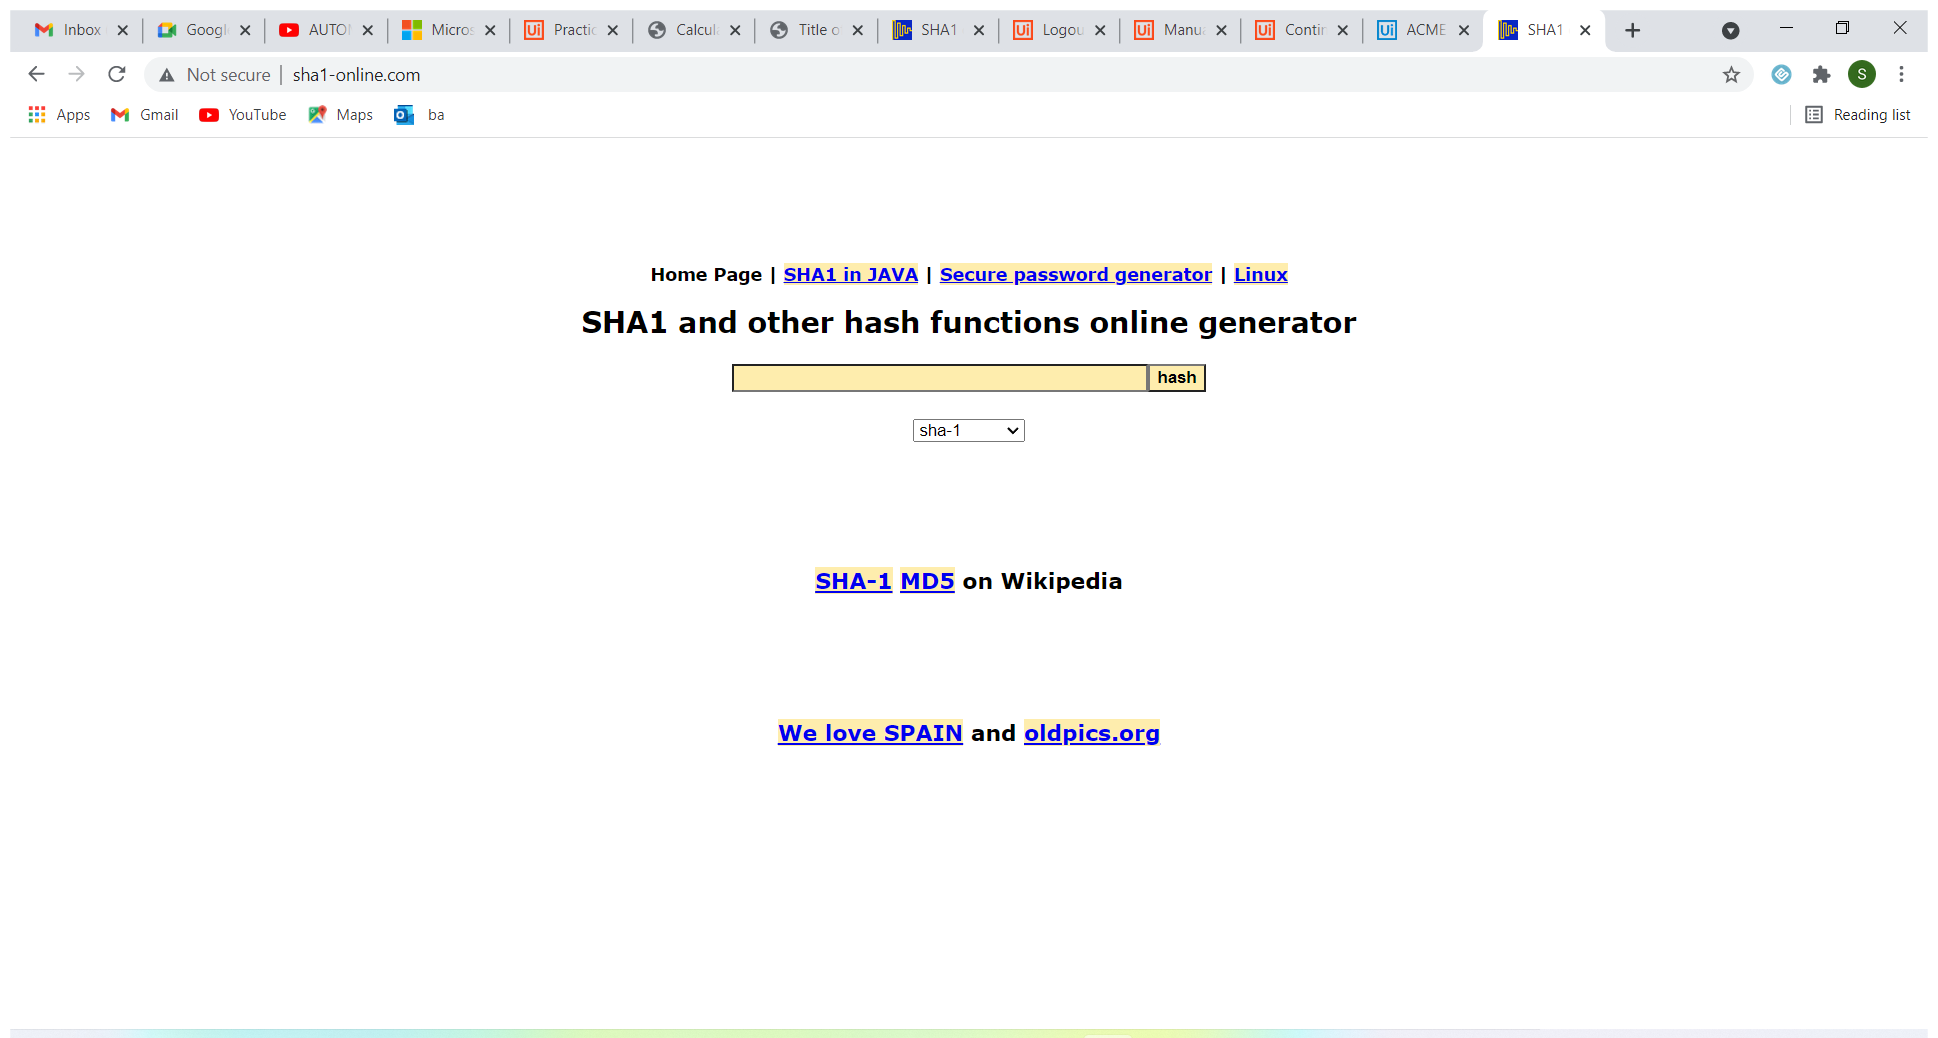 Inbox Googl AUTO Micros Practic Calcul Title o SHA1 Logou Manu Contin ACME SHA1
Not secure | sha1-online.com S
Apps Gmail YouTube Maps ba Reading list
Home Page | SHA1 in JAVA | Secure password generator | Linux
SHA1 and other hash functions online generator
hash
sha-1
SHA-1 MD5 on Wikipedia
We love SPAIN and oldpics.org